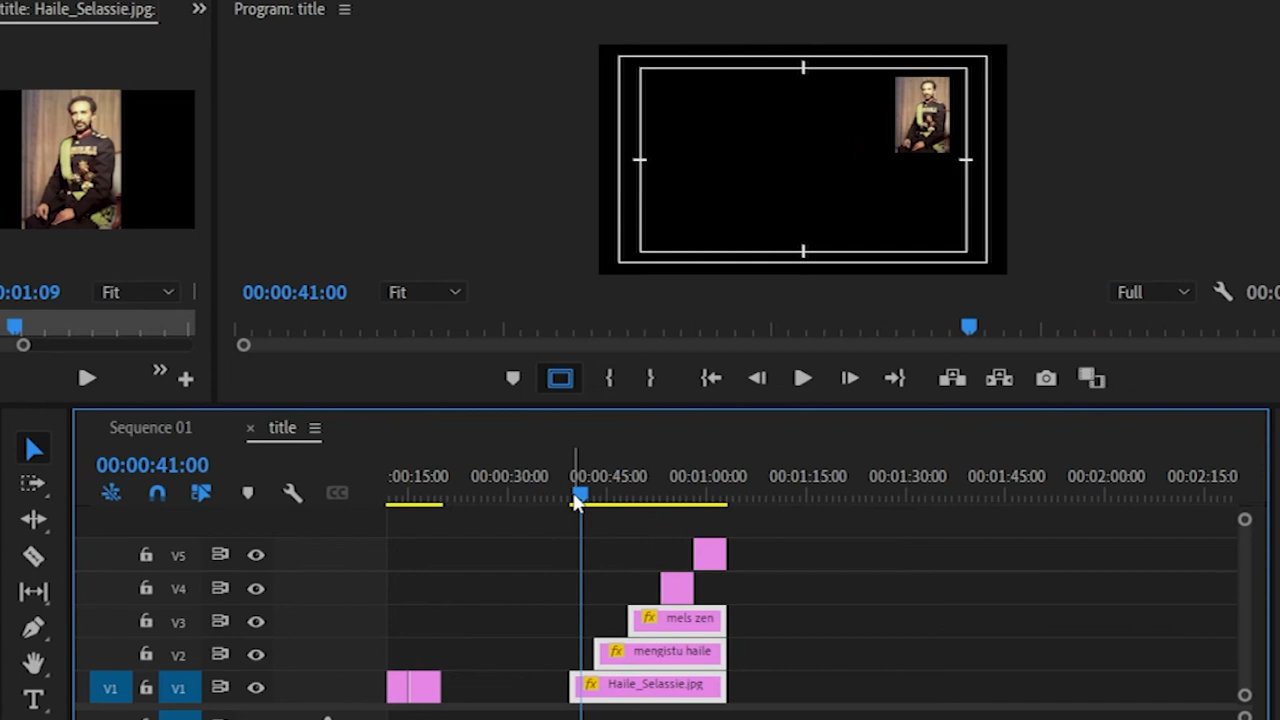 title: Haile_Selassie.jpg:
Program: title
0:01:09
Fit
00:00:41:00
Fit
Full
00:0
Sequence 01
× title
00:00:41:00
:00:15:00 00:00:30:00 00:00:45:00 00:01:00:00 00:01:15:00 00:01:30:00 00:01:45:00 00:02:00:00 00:02:15:0
V5
V4
V3 fx mels zen
V2 fx mengistu haile
V1 V1 fx Haile_Selassie.jpg
T